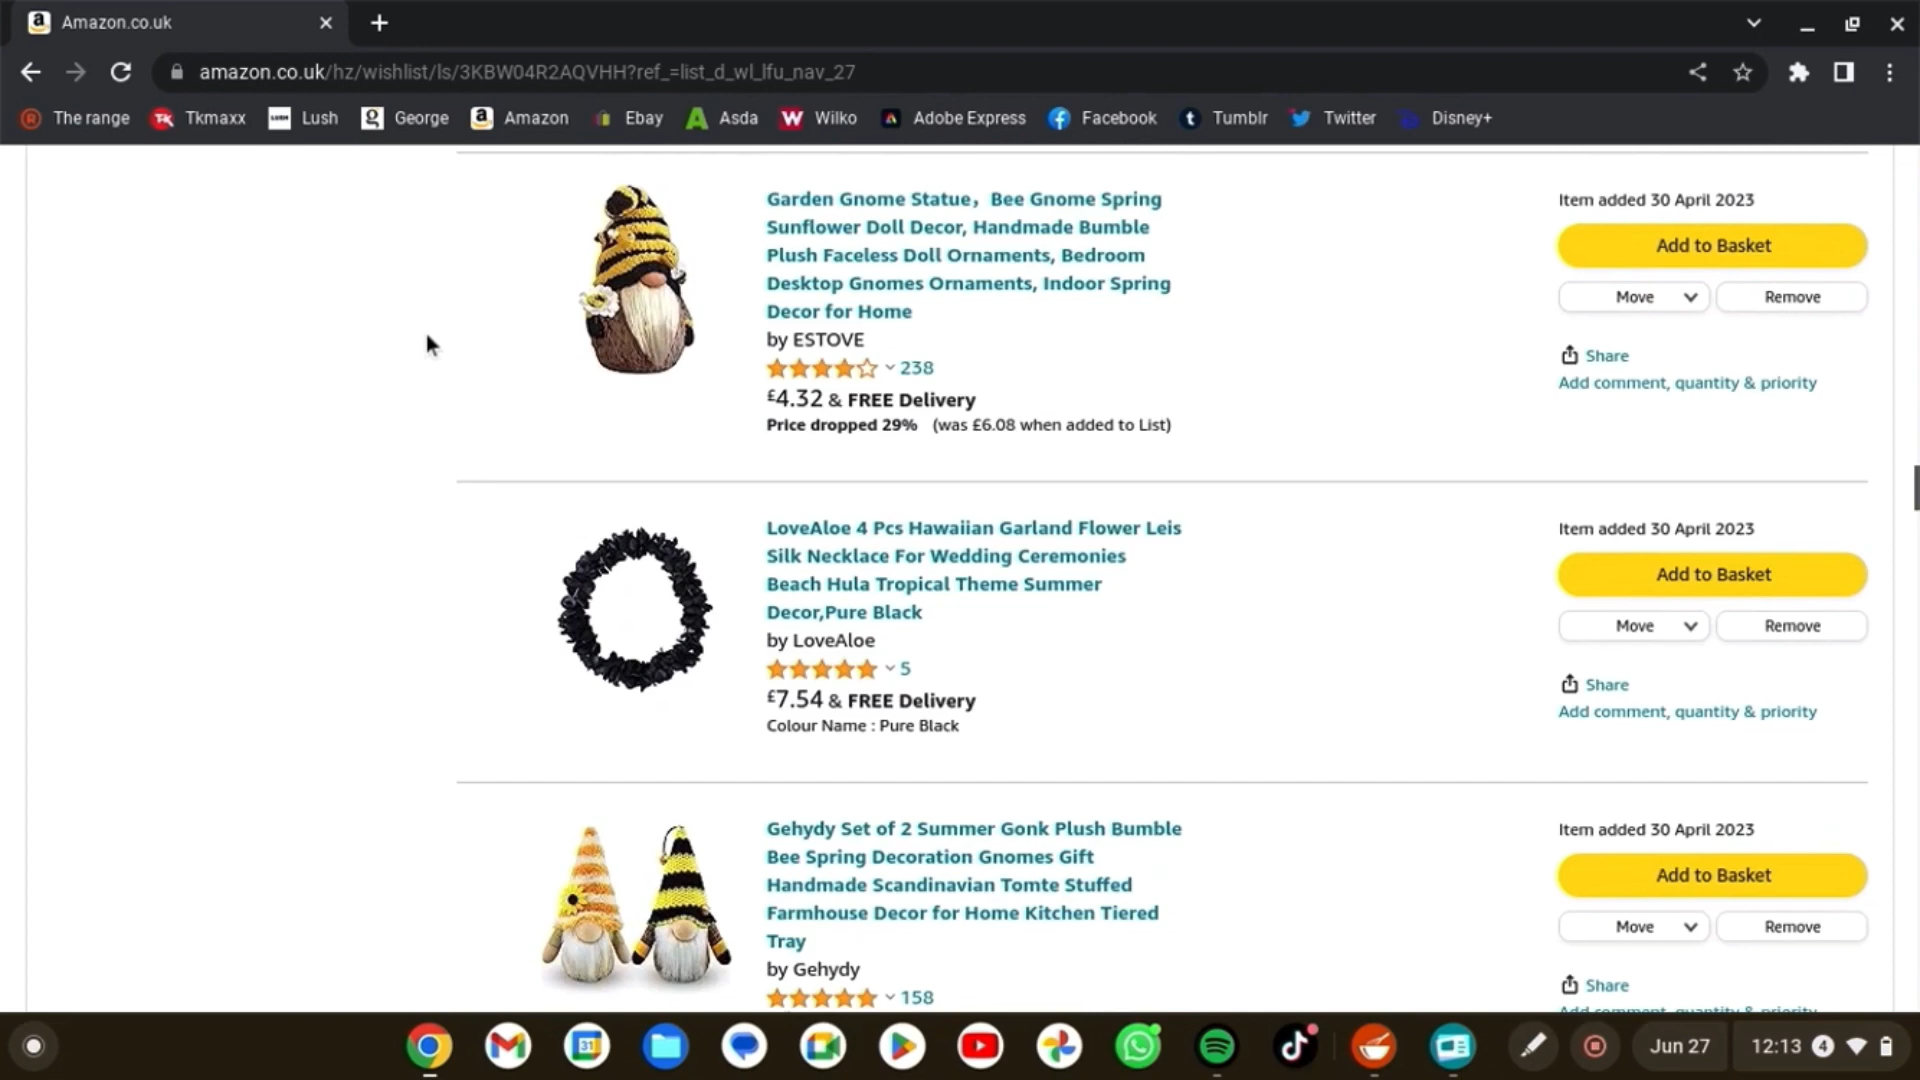 Amazon.co.uk
amazon.co.uk/hz/wishlist/ls/3KBW04R2AQVHH?ref_=list_d_wl_lfu_nav_27
The range Tkmaxx Lush George Amazon Ebay Asda Wilko Adobe Express Facebook Tumblr Twitter Disney+
Garden Gnome Statue，Bee Gnome Spring
Sunflower Doll Decor, Handmade Bumble
Plush Faceless Doll Ornaments, Bedroom
Desktop Gnomes Ornaments, Indoor Spring
Decor for Home
by ESTOVE
238
£4.32 & FREE Delivery
Price dropped 29% (was £6.08 when added to List)
Item added 30 April 2023
Add to Basket
Move Remove
Share
Add comment, quantity & priority
LoveAloe 4 Pcs Hawaiian Garland Flower Leis
Silk Necklace For Wedding Ceremonies
Beach Hula Tropical Theme Summer
Decor,Pure Black
by LoveAloe
5
£7.54 & FREE Delivery
Colour Name : Pure Black
Item added 30 April 2023
Add to Basket
Move Remove
Share
Add comment, quantity & priority
Gehydy Set of 2 Summer Gonk Plush Bumble
Bee Spring Decoration Gnomes Gift
Handmade Scandinavian Tomte Stuffed
Farmhouse Decor for Home Kitchen Tiered
Tray
by Gehydy
158
Item added 30 April 2023
Add to Basket
Move Remove
Share
Add comment, quantity & priority
31
Jun 27 12:13 4